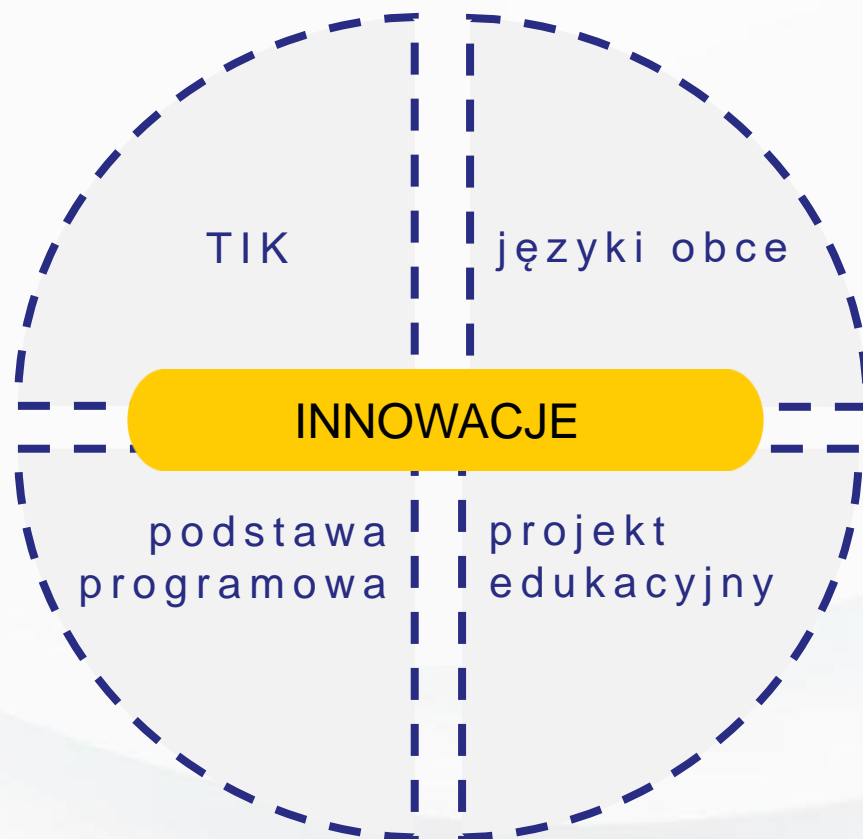 TIK
języki obce
INNOWACJE
podstawa
programowa
projekt
edukacyjny